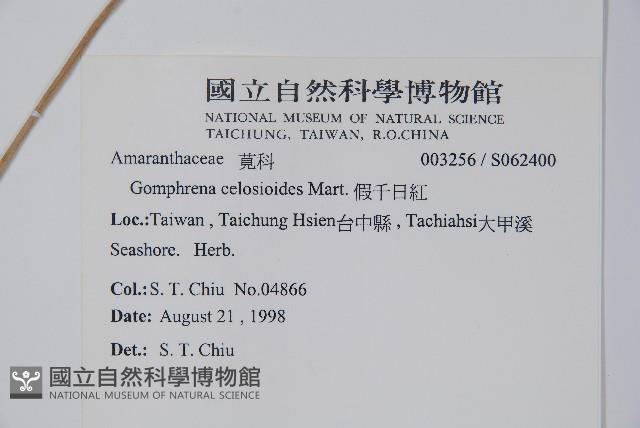 國立自然科學博物館
NATIONAL MUSEUM OF NATURAL SCIENCE
TAICHUNG, TAIWAN, R.O.CHINA
Amaranthaceae 莧科 003256 / S062400
Gomphrena celosioides Mart. 假千日紅
Loc.:Taiwan , Taichung Hsien台中縣 , Tachiahsi大甲溪
Seashore. Herb.
Col.: S. T. Chiu No.04866
Date: August 21 , 1998
Det.: S. T. Chiu
國立自然科學博物館
NATIONAL MUSEUM OF NATURAL SCIENCE